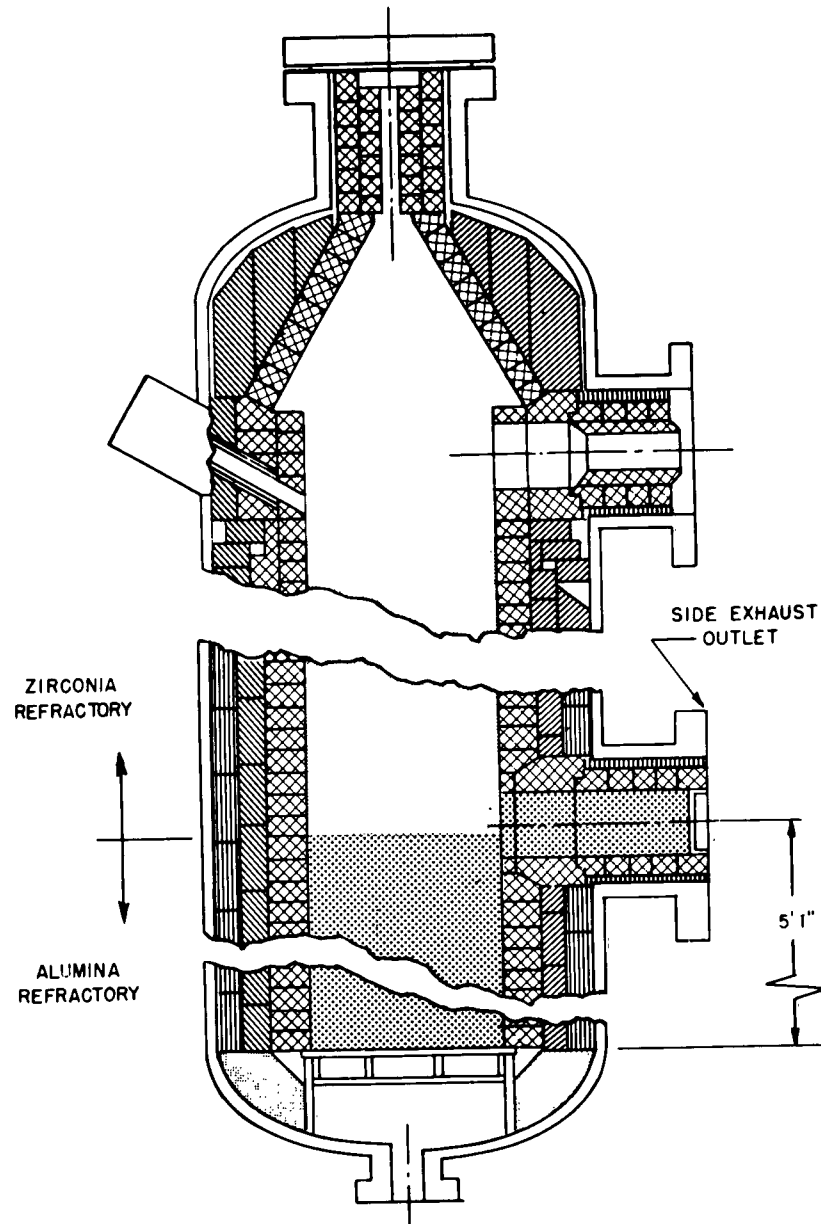 SIDE EXHAUST
OUTLET
ZIRCONIA
REFRACTORY
5'1"
ALUMINA
REFRACTORY